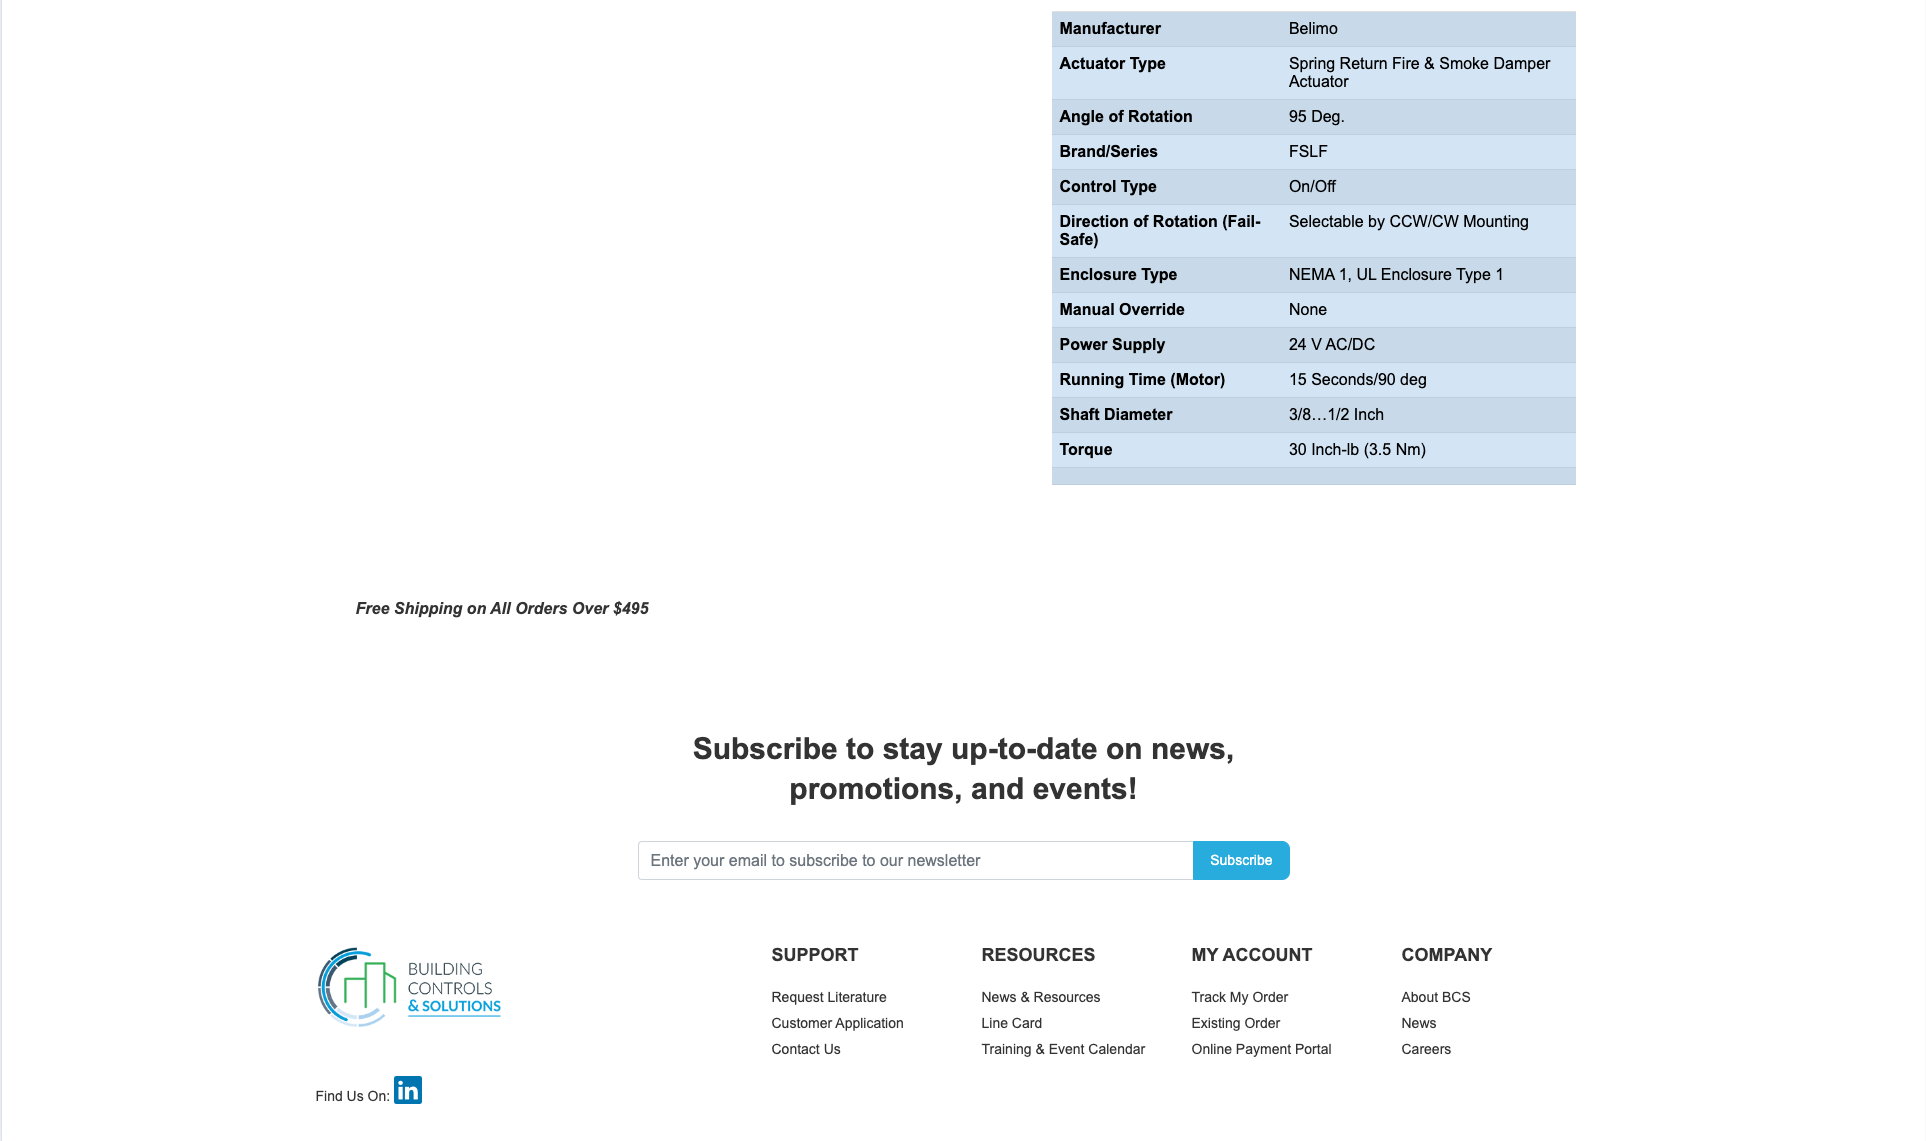 Manufacturer Belimo
Actuator Type Spring Return Fire & Smoke Damper
Actuator
Angle of Rotation 95 Deg.
Brand/Series FSLF
Control Type On/Off
Direction of Rotation (Fail- Selectable by CCW/CW Mounting
Safe)
Enclosure Type NEMA 1, UL Enclosure Type 1
Manual Override None
Power Supply 24 V AC/DC
Running Time (Motor) 15 Seconds/90 deg
Shaft Diameter 3/8…1/2 Inch
Torque 30 Inch-lb (3.5 Nm)
Free Shipping on All Orders Over $495
Subscribe to stay up-to-date on news,
promotions, and events!
Enter your email to subscribe to our newsletter Subscribe
BUILDING
CONTROLS
& SOLUTIONS
Find Us On: in
SUPPORT
Request Literature
Customer Application
Contact Us
RESOURCES
News & Resources
Line Card
Training & Event Calendar
MY ACCOUNT
Track My Order
Existing Order
Online Payment Portal
COMPANY
About BCS
News
Careers